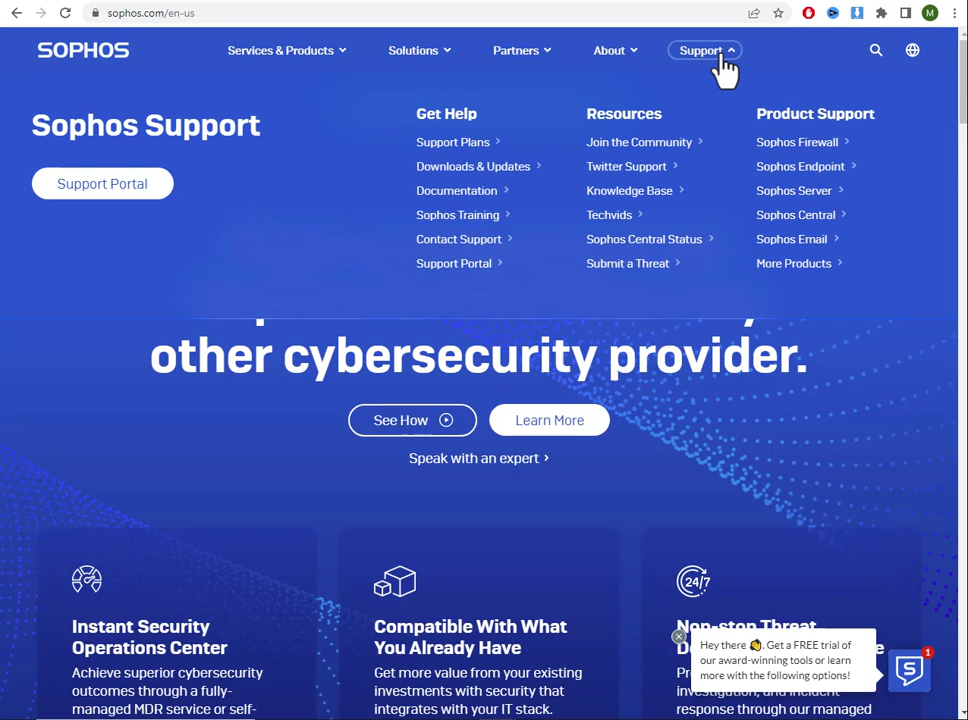 sophos.com/en-us
M
SOPHOS
Services & Products
Solutions
Partners
About
Support
Sophos Support
Support Portal
Get Help
Support Plans
Downloads & Updates
Documentation
Sophos Training
Contact Support
Support Portal
Resources
Join the Community
Twitter Support
Knowledge Base
Techvids
Sophos Central Status
Submit a Threat
Product Support
Sophos Firewall
Sophos Endpoint
Sophos Server
Sophos Central
Sophos Email
More Products
other cybersecurity provider.
See How
Learn More
Speak with an expert
Instant Security
Operations Center
Achieve superior cybersecurity
outcomes through a fully-
managed MDR service or self-
Compatible With What
You Already Have
Get more value from your existing
investments with security that
integrates with your IT stack.
24/7
Non-stop Threat
investigation, and incident
response through our managed
Hey there 👏. Get a FREE trial of
our award-winning tools or learn
more with the following options!
S
1